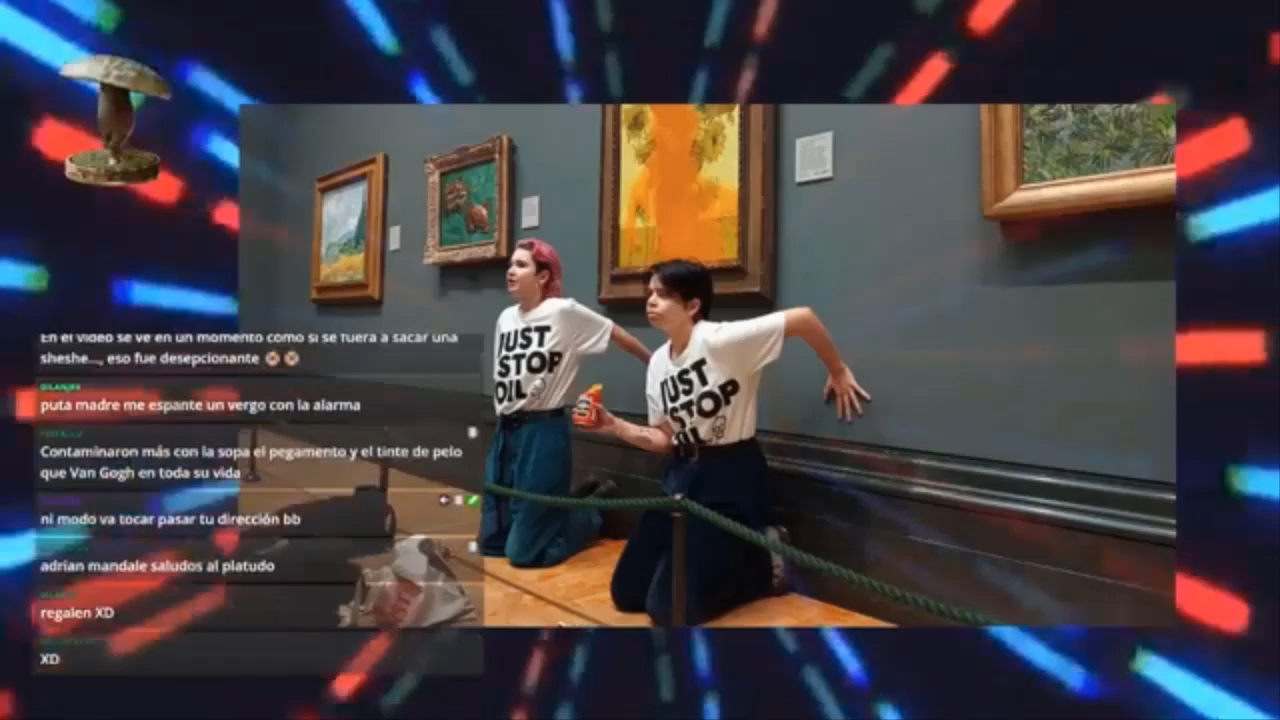 En el video se ve en un momento como si se fuera a sacar una
sheshe..., eso fue desepcionante
puta madre me espante un vergo con la alarma
Contaminaron más con la sopa el pegamento y el tinte de pelo
que Van Gogh en toda su vida
ni modo va tocar pasar tu dirección bb
adrian mandale saludos al platudo
regalen XD
XD
JUST
STOP
OIL
JUST
STOP
OIL